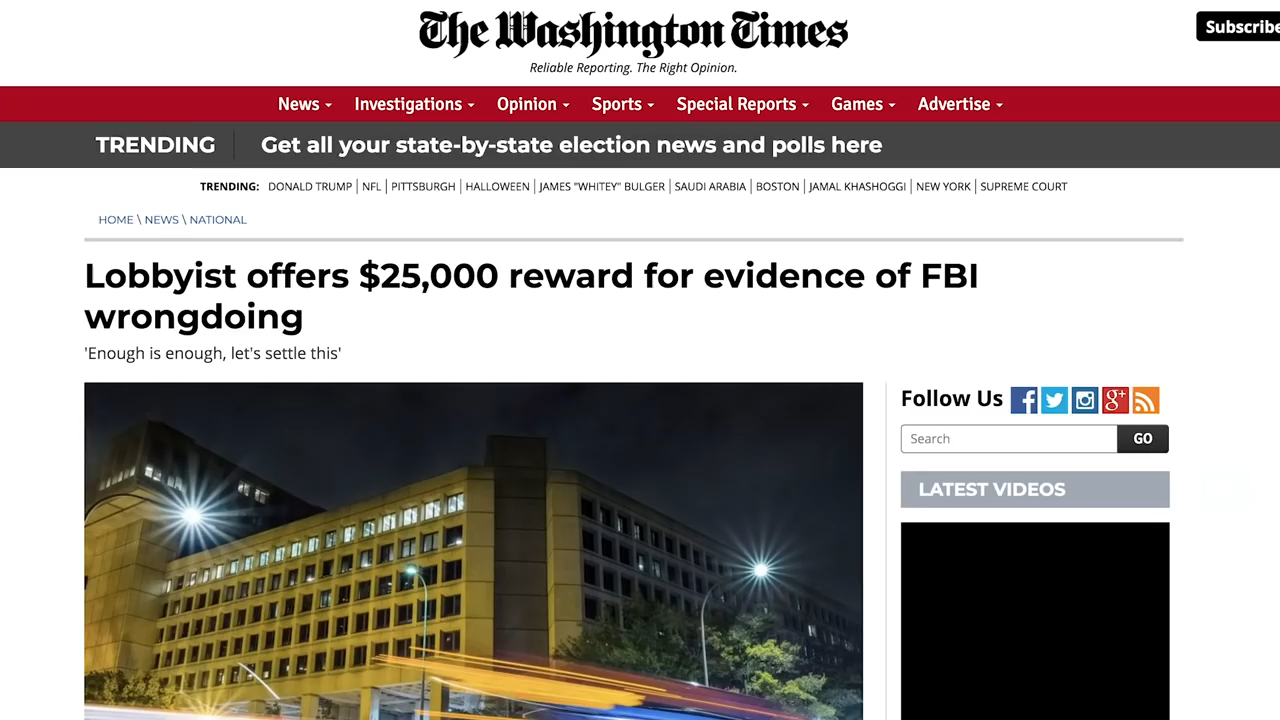 The Washington Times
Subscribe
Reliable Reporting. The Right Opinion.
News Investigations Opinion Sports Special Reports Games Advertise
TRENDING Get all your state-by-state election news and polls here
TRENDING: DONALD TRUMP NFL PITTSBURGH HALLOWEEN JAMES "WHITEY" BULGER SAUDI ARABIA BOSTON JAMAL KHASHOGGI NEW YORK SUPREME COURT
HOME \ NEWS \ NATIONAL
Lobbyist offers $25,000 reward for evidence of FBI
wrongdoing
'Enough is enough, let's settle this'
Follow Us
Search GO
LATEST VIDEOS